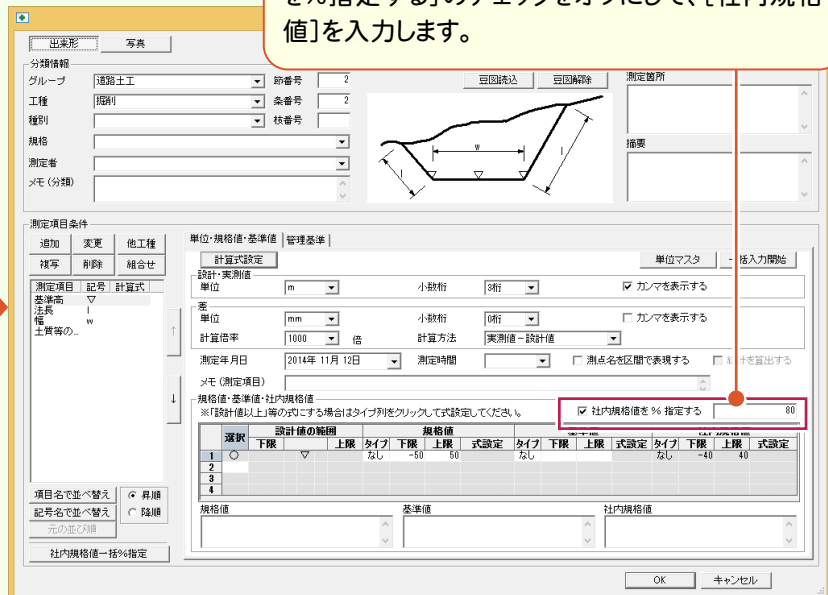 を%指定する]のチェックをオフにして、[社内規格
値]を入力します。
出来形 写真
分類情報
グループ 道路土工 節番号 2 豆図読込 豆図解除 測定箇所
工種 掘削 条番号 2
種別 枝番号
規格 摘要
測定者
メモ(分類)
w
l l
測定項目条件
追加 変更 他工種 単位・規格値・基準値 管理基準
複写 削除 組合せ 計算式設定 単位マスタ 括入力開始
測定項目 記号 計算式 設計・実測値
基準高 ▽ 単位 m 小数桁 3桁 カンマを表示する
法長 l 差
幅 w 単位 mm 小数桁 0桁 カンマを表示する
土質等の.. ↑ 計算倍率 1000 倍 計算方法 実測値-設計値
測定年月日 2014年 11月 12日 測定時間 測点名を区間で表現する を算出する
メモ(測定項目)
↓ 規格値・基準値・社内規格値
※「設計値以上」等の式にする場合はタイプ列をクリックして式設定してください。 社内規格値を % 指定する 80
選択 設計値の範囲 規格値
下限 上限 タイプ 下限 上限 式設定 タイプ 下限 上限 式設定 タイプ 下限 上限 式設定
1 ○ ▽ なし -50 50 なし なし -40 40
2
3
4
項目名で並べ替え 昇順 規格値 基準値 社内規格値
記号で並べ替え 降順
元の並び順
社内規格値一括%指定
OK キャンセル